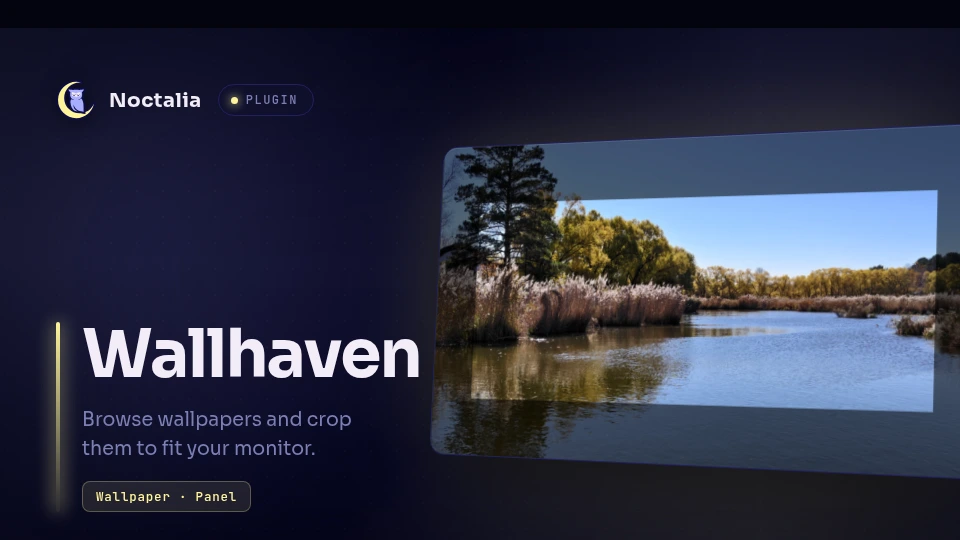 Noctalia
PLUGIN
Wallhaven
Browse wallpapers and crop
them to fit your monitor.
Wallpaper · Panel